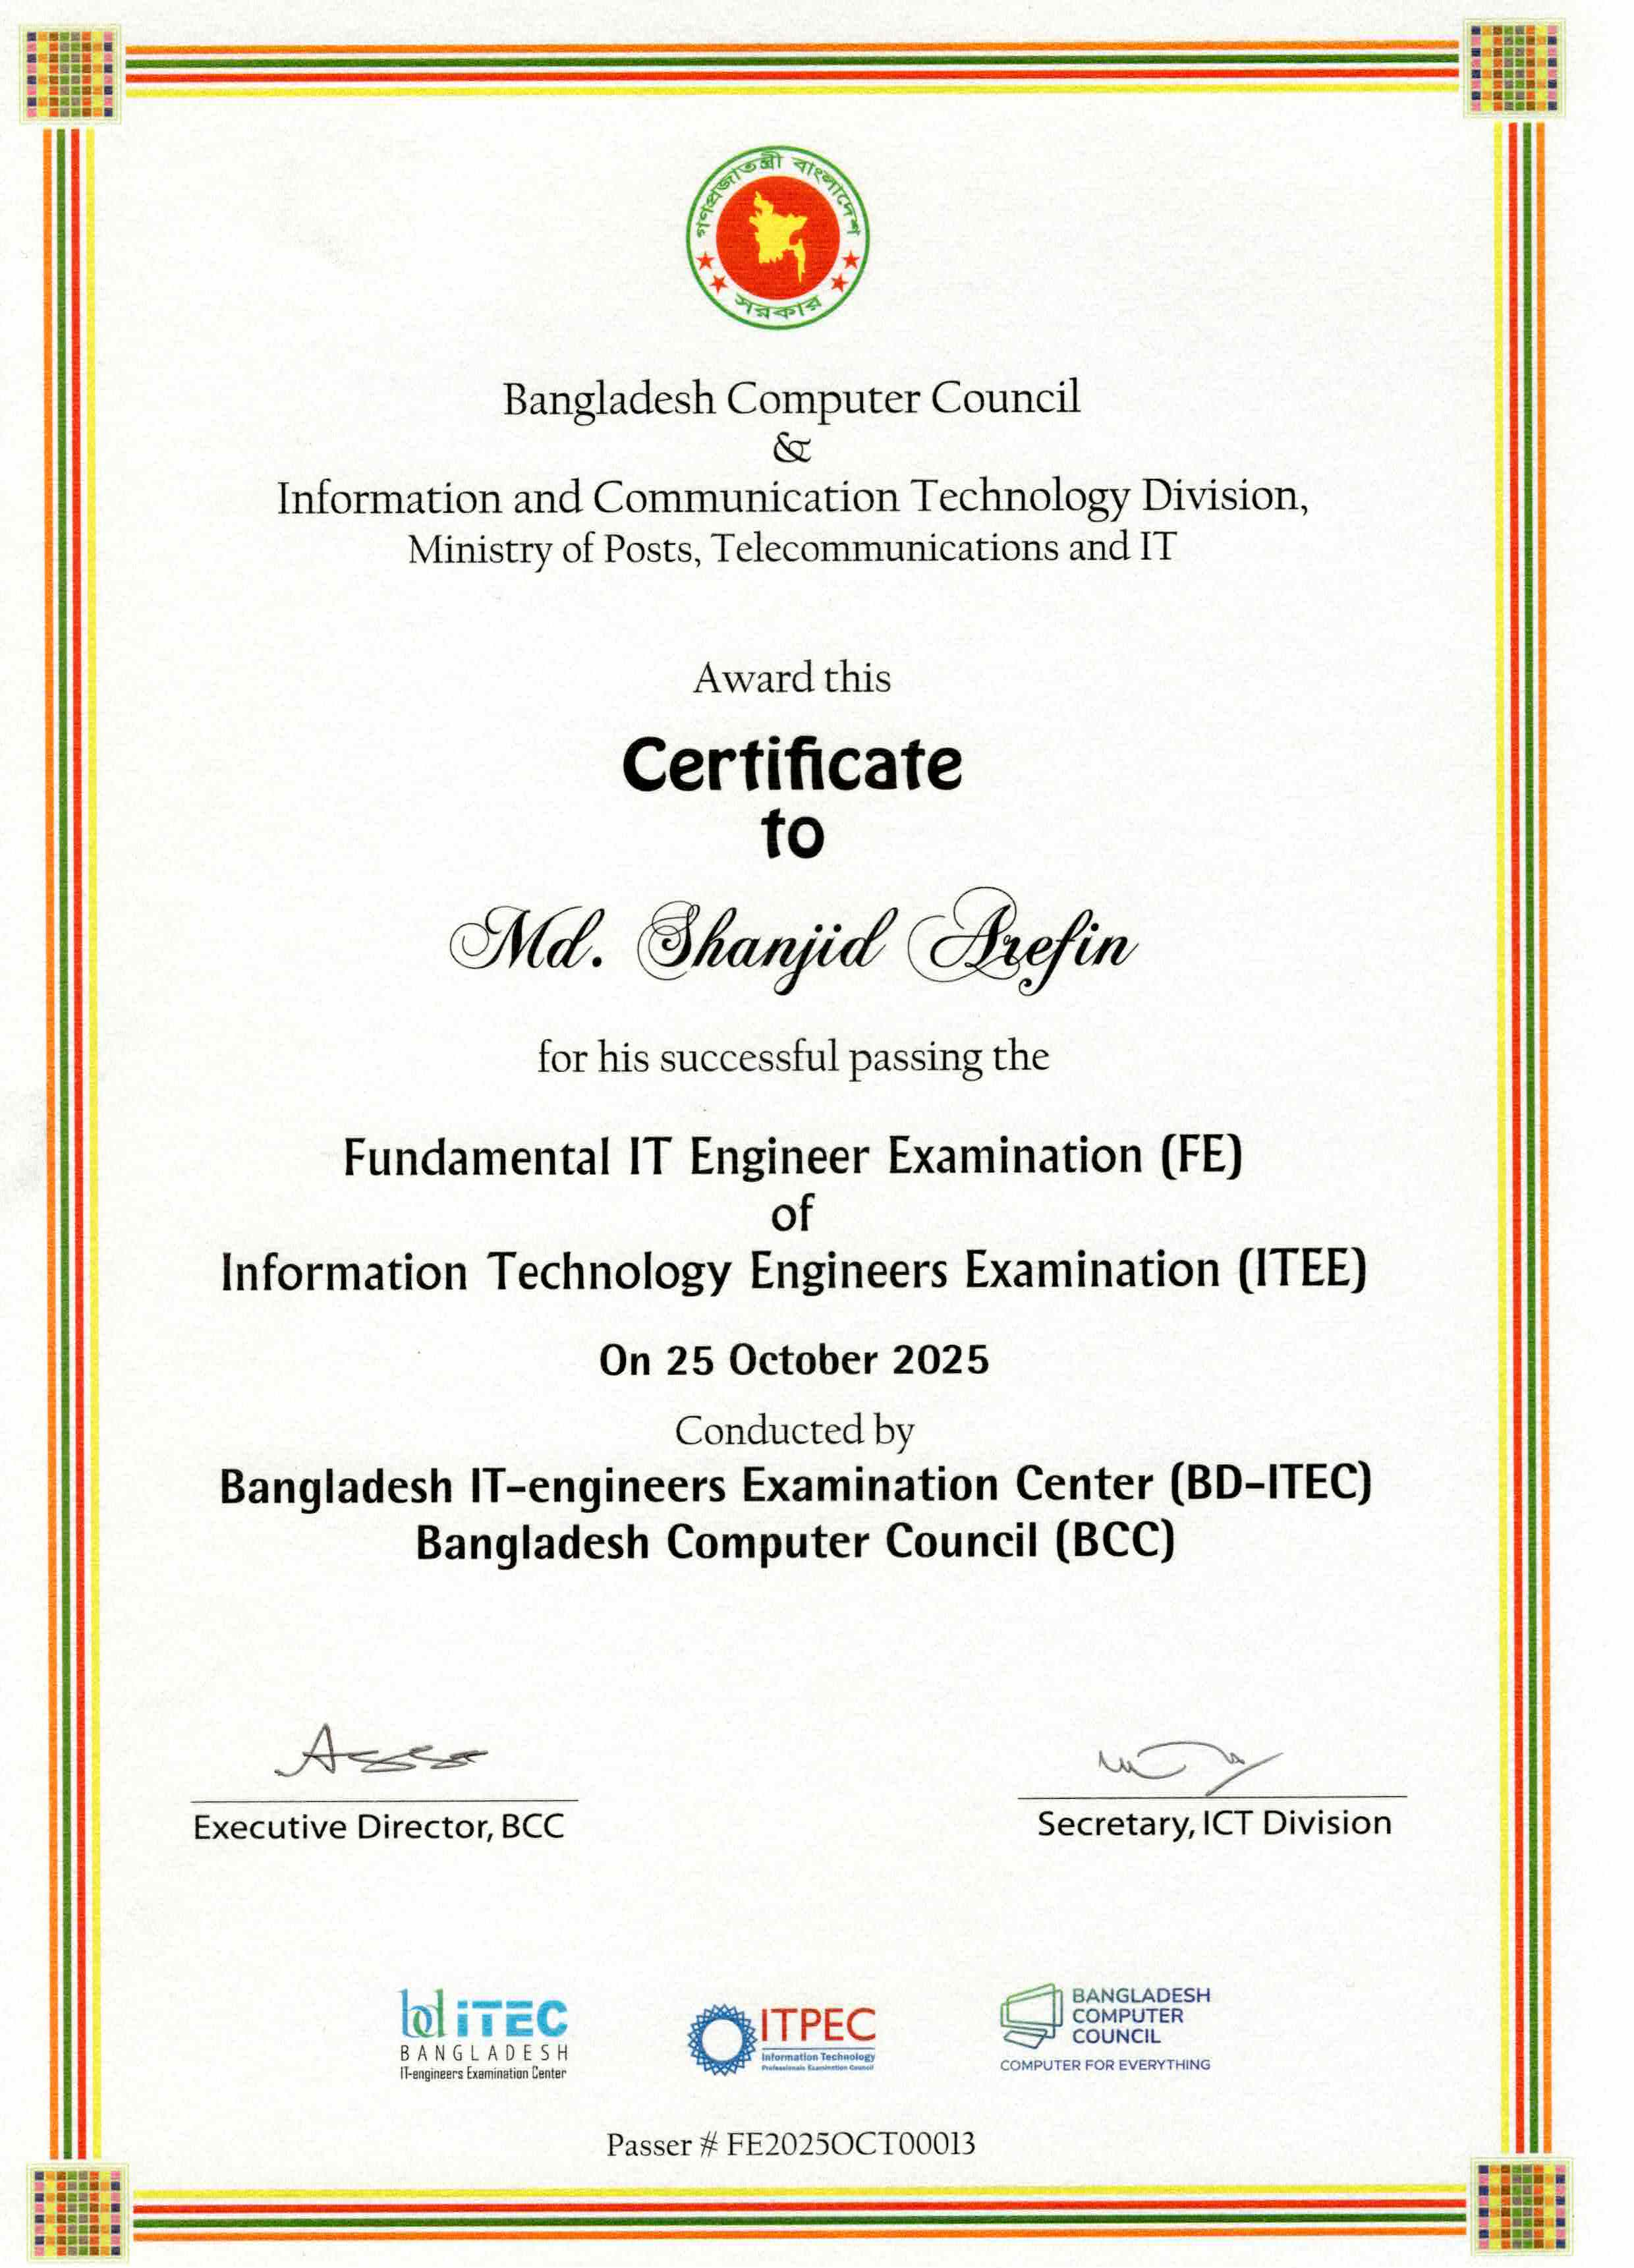 গণপ্রজাতন্ত্রী বাংলাদেশ
সরকার
Bangladesh Computer Council
&
Information and Communication Technology Division,
Ministry of Posts, Telecommunications and IT
Award this
Certificate
to
Md. Shanjid Arefin
for his successful passing the
Fundamental IT Engineer Examination (FE)
of
Information Technology Engineers Examination (ITEE)
On 25 October 2025
Conducted by
Bangladesh IT-engineers Examination Center (BD-ITEC)
Bangladesh Computer Council (BCC)
Executive Director, BCC
Secretary, ICT Division
bd iTEC
BANGLADESH
IT-engineers Examination Center
ITPEC
Information Technology
Professionals Examination Council
BANGLADESH
COMPUTER
COUNCIL
COMPUTER FOR EVERYTHING
Passer # FE2025OCT00013